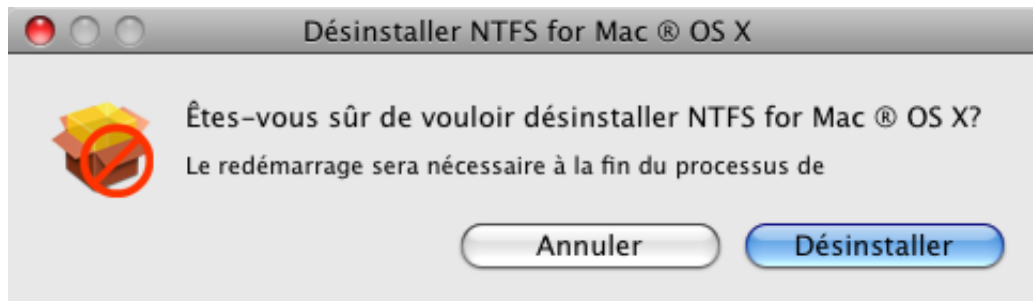 Désinstaller NTFS for Mac ® OS X
Êtes-vous sûr de vouloir désinstaller NTFS for Mac ® OS X?
Le redémarrage sera nécessaire à la fin du processus de
Annuler
Désinstaller